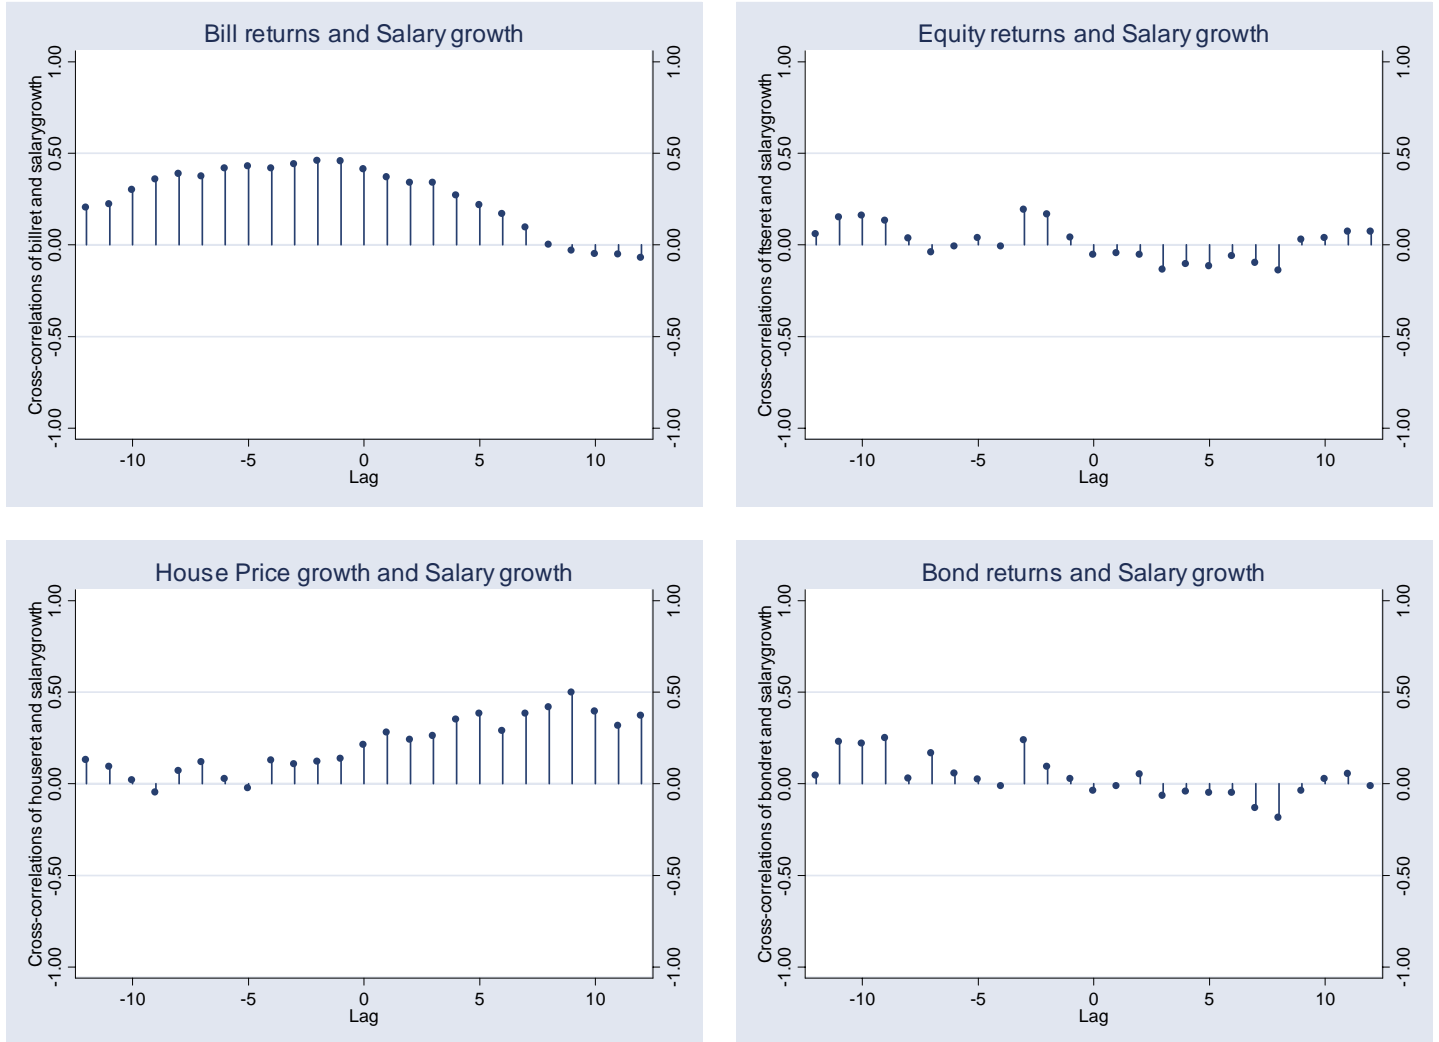 Bill returns and Salary growth
Cross-correlations of billret and salarygrowth
1.00
0.50
0.00
-0.50
-1.00
1.00
0.50
0.00
-0.50
-1.00
-10 -5 0 5 10
Lag
Equity returns and Salary growth
Cross-correlations of ftseret and salarygrowth
1.00
0.50
0.00
-0.50
-1.00
1.00
0.50
0.00
-0.50
-1.00
-10 -5 0 5 10
Lag
House Price growth and Salary growth
Cross-correlations of houseret and salarygrowth
1.00
0.50
0.00
-0.50
-1.00
1.00
0.50
0.00
-0.50
-1.00
-10 -5 0 5 10
Lag
Bond returns and Salary growth
Cross-correlations of bondret and salarygrowth
1.00
0.50
0.00
-0.50
-1.00
1.00
0.50
0.00
-0.50
-1.00
-10 -5 0 5 10
Lag